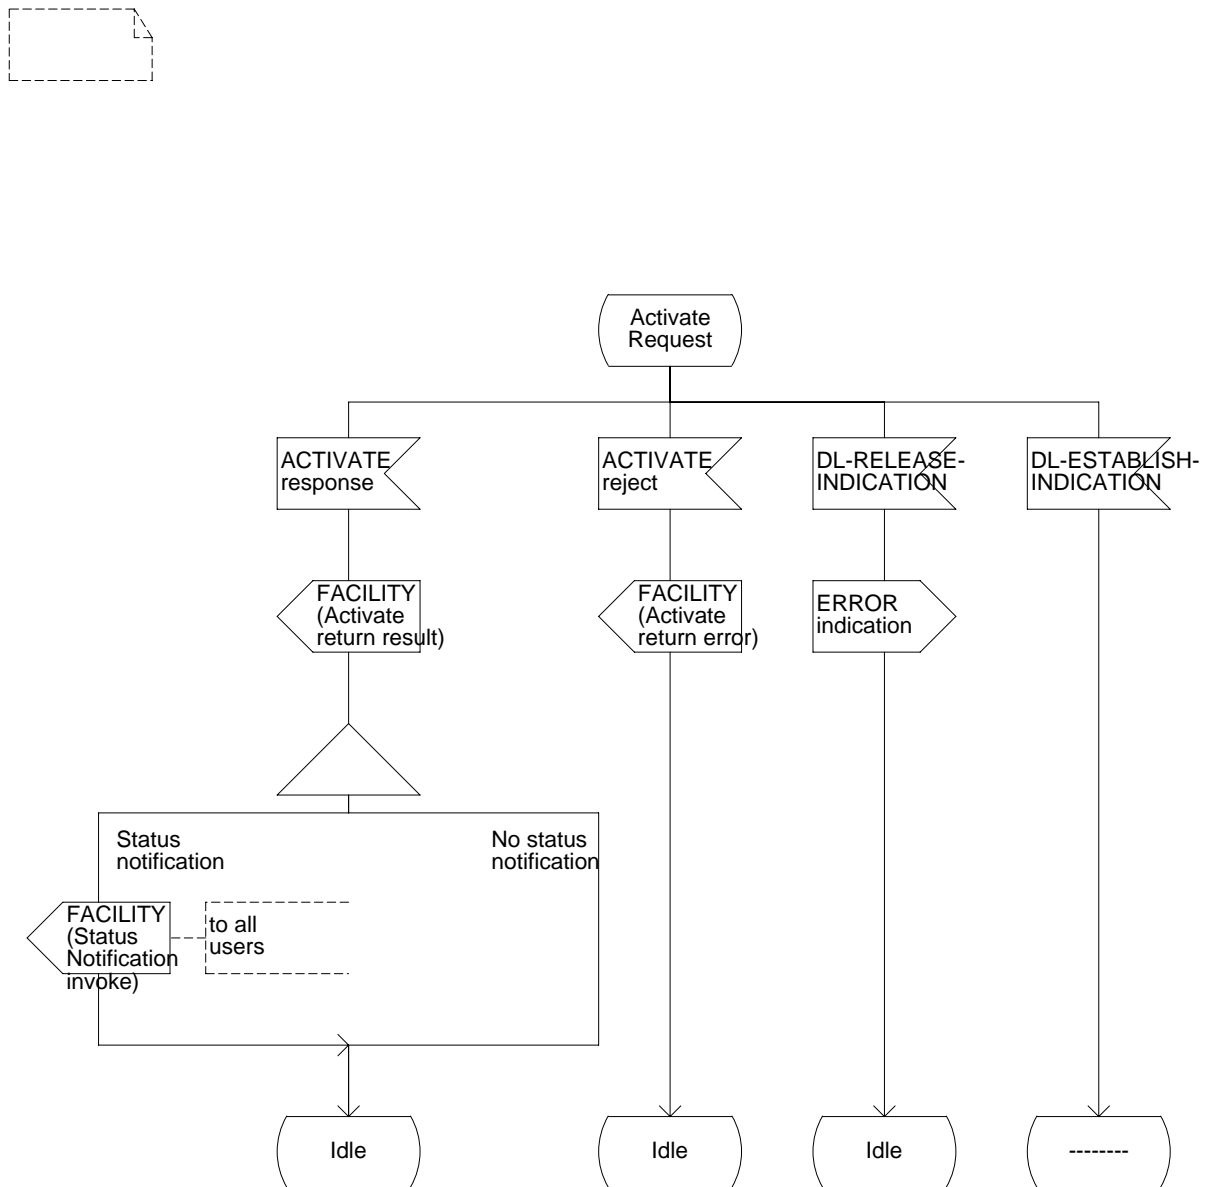 Activate
Request
ACTIVATE
response
ACTIVATE
reject
DL-RELEASE-
INDICATION
DL-ESTABLISH-
INDICATION
FACILITY
(Activate
return result)
FACILITY
(Activate
return error)
ERROR
indication
Status
notification
No status
notification
FACILITY
(Status
Notification
invoke)
to all
users
Idle
Idle
Idle
--------